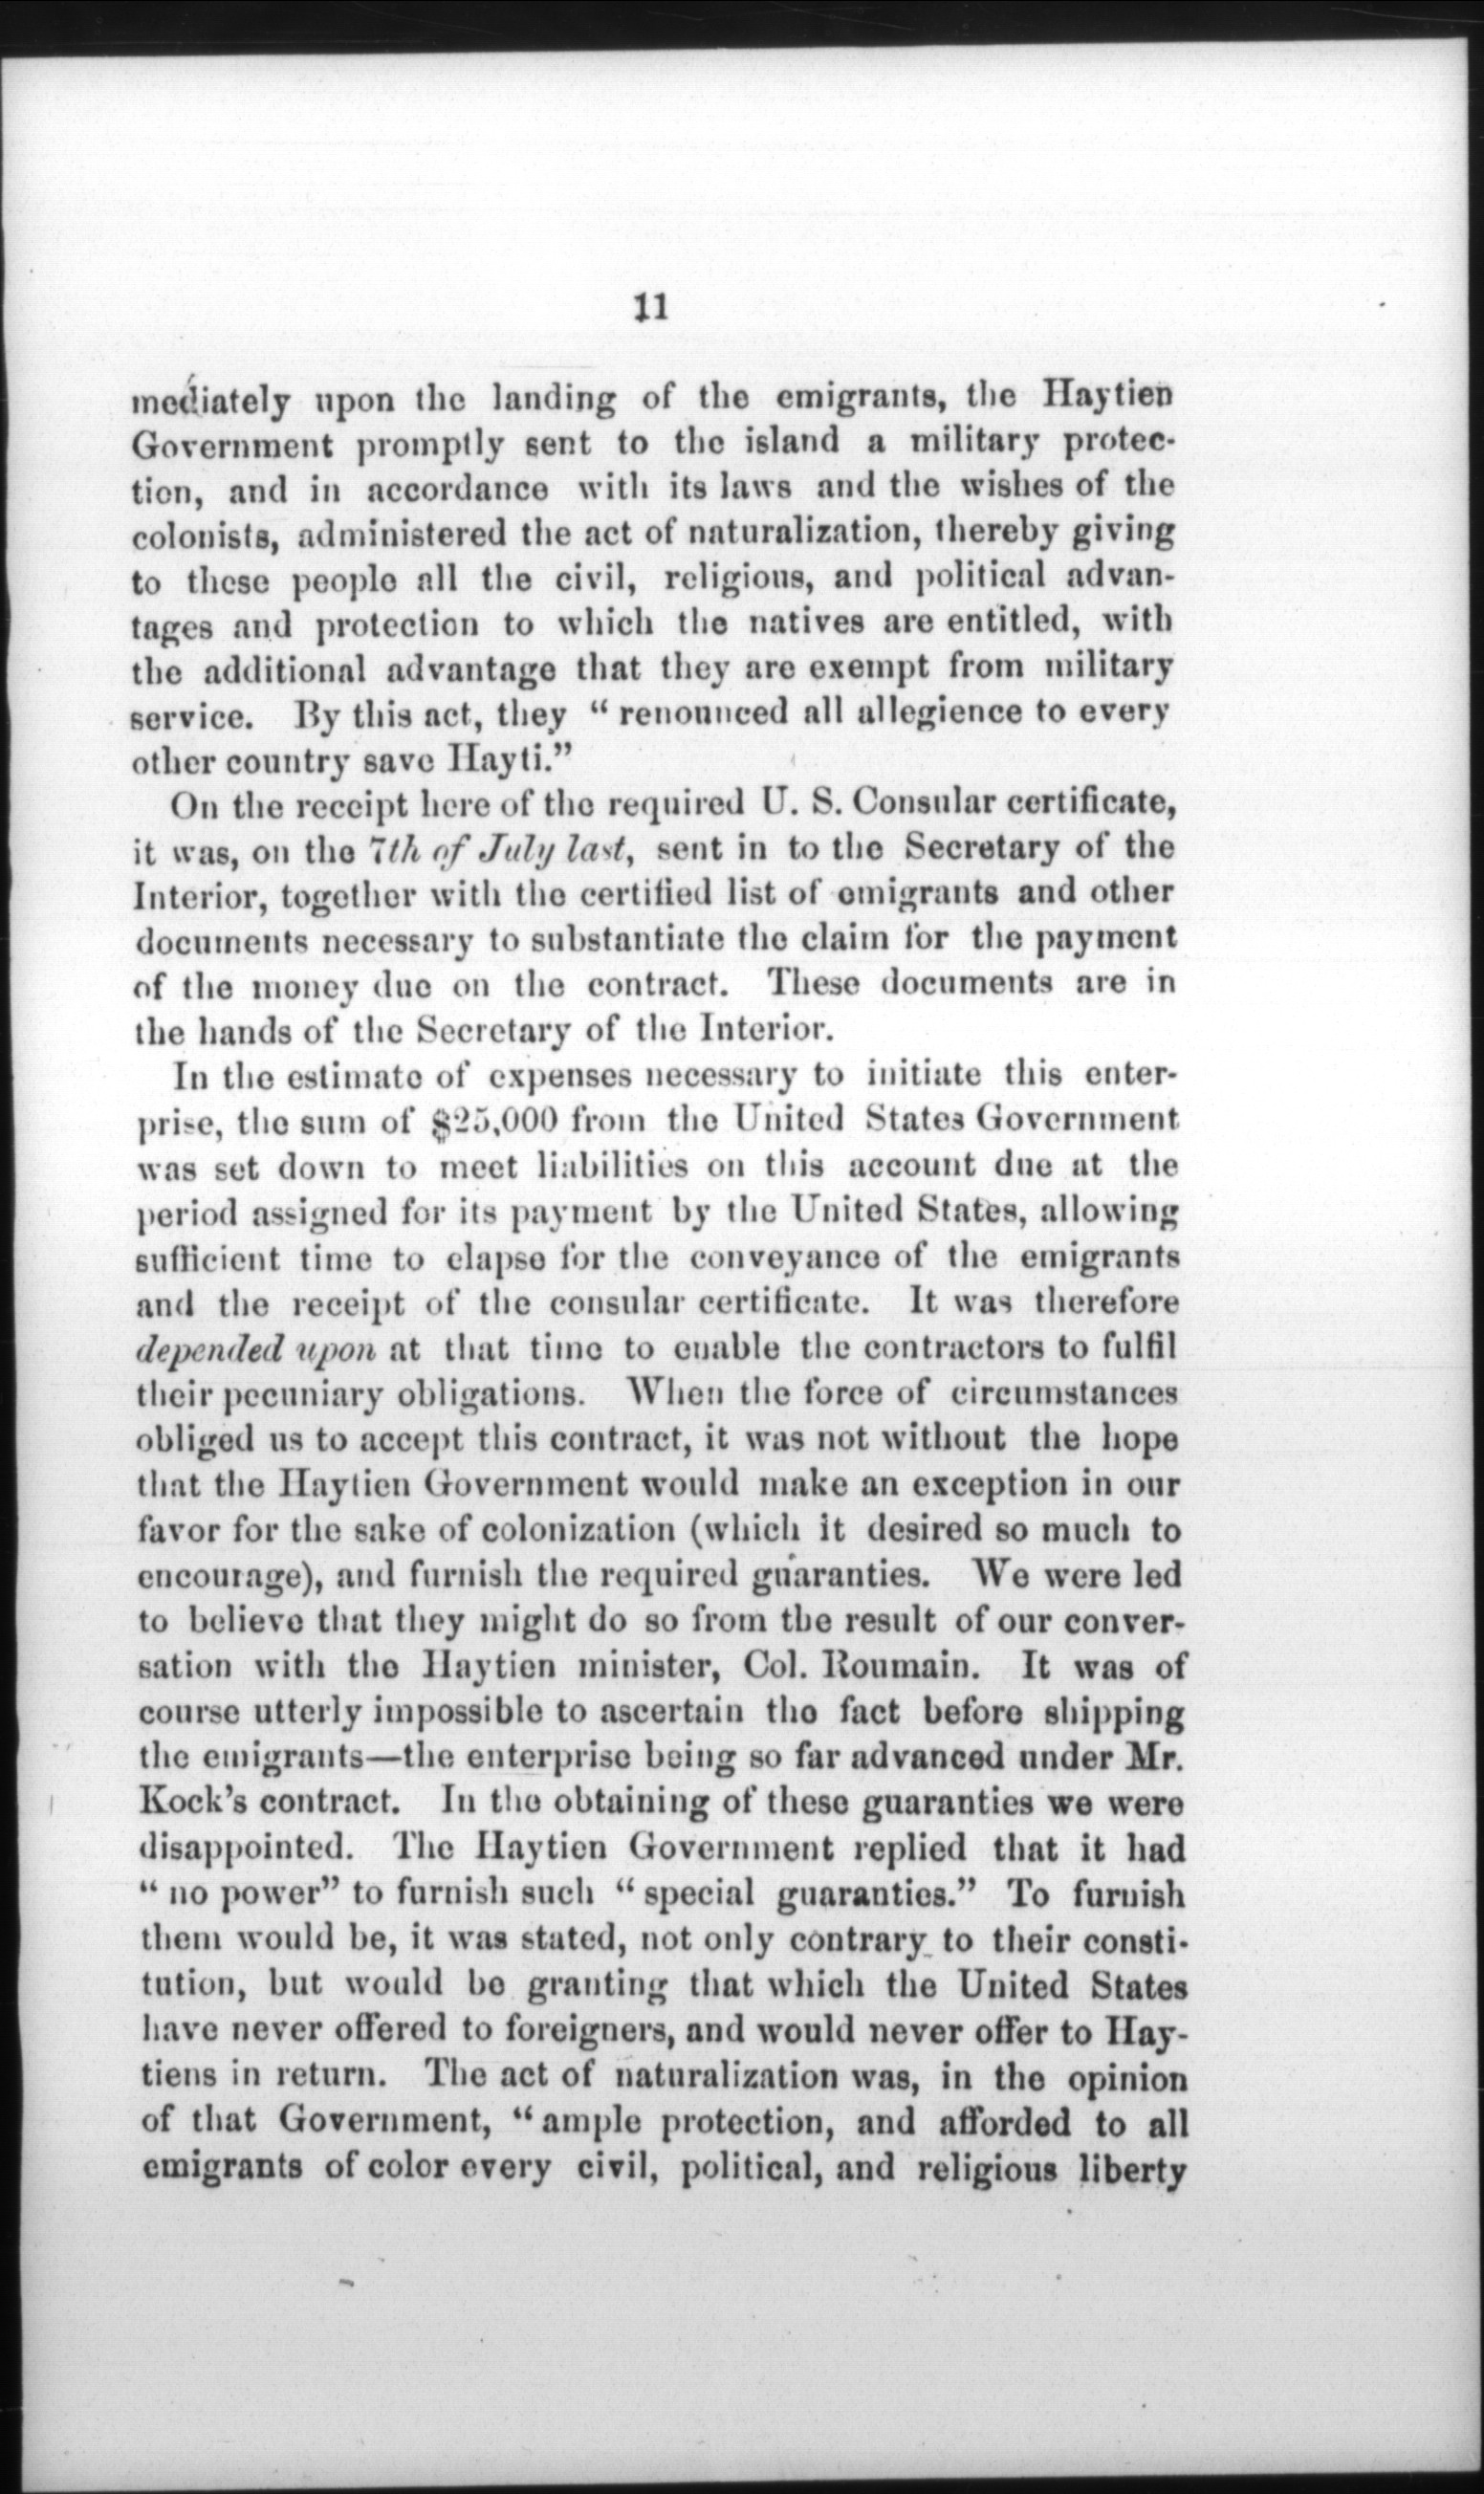 11
mediately upon the landing of the emigrants, the Haytien
Government promptly sent to the island a military protec-
tion, and in accordance with its laws and the wishes of the
colonists, administered the act of naturalization, thereby giving
to these people all the civil, religious, and political advan-
tages and protection to which the natives are entitled, with
the additional advantage that they are exempt from military
service. By this act, they “ renounced all allegience to every
other country save Hayti.”
On the receipt here of the required U. S. Consular certificate,
it was, on the 7th of July last, sent in to the Secretary of the
Interior, together with the certified list of emigrants and other
documents necessary to substantiate the claim for the payment
of the money due on the contract. These documents are in
the hands of the Secretary of the Interior.
In the estimate of expenses necessary to initiate this enter-
prise, the sum of $25,000 from the United States Government
was set down to meet liabilities on this account due at the
period assigned for its payment by the United States, allowing
sufficient time to elapse for the conveyance of the emigrants
and the receipt of the consular certificate. It was therefore
depended upon at that time to enable the contractors to fulfil
their pecuniary obligations. When the force of circumstances
obliged us to accept this contract, it was not without the hope
that the Haytien Government would make an exception in our
favor for the sake of colonization (which it desired so much to
encourage), and furnish the required guaranties. We were led
to believe that they might do so from the result of our conver-
sation with the Haytien minister, Col. Roumain. It was of
course utterly impossible to ascertain the fact before shipping
the emigrants—the enterprise being so far advanced under Mr.
Kock’s contract. In the obtaining of these guaranties we were
disappointed. The Haytien Government replied that it had
“ no power” to furnish such “ special guaranties.” To furnish
them would be, it was stated, not only contrary to their consti-
tution, but would be granting that which the United States
have never offered to foreigners, and would never offer to Hay-
tiens in return. The act of naturalization was, in the opinion
of that Government, “ ample protection, and afforded to all
emigrants of color every civil, political, and religious liberty